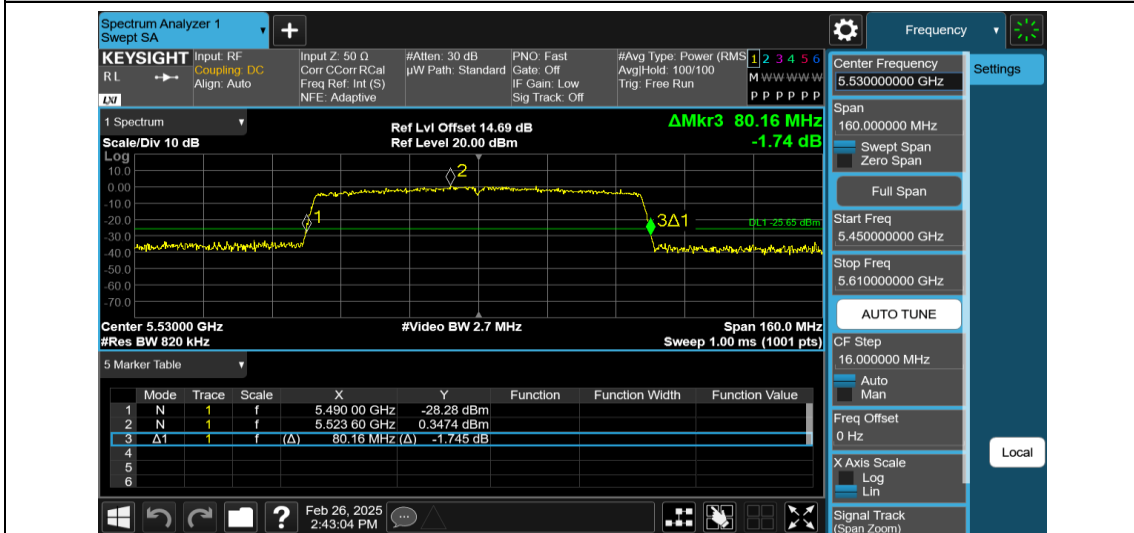 Spectrum Analyzer 1
Swept SA
Frequency
KEYSIGHT
Input: RF
Coupling: DC
Align: Auto
Input Z: 50 Ω
Corr CCorr RCal
Freq Ref: Int (S)
NFE: Adaptive
#Atten: 30 dB
µW Path: Standard
PNO: Fast
Gate: Off
IF Gain: Low
Sig Track: Off
#Avg Type: Power (RMS
Avg|Hold: 100/100
Trig: Free Run
1 2 3 4 5 6
M W W W W W
P P P P P P
R L
LXI
1 Spectrum
Scale/Div 10 dB
Ref Lvl Offset 14.69 dB
Ref Level 20.00 dBm
ΔMkr3 80.16 MHz
-1.74 dB
Log
10.0
0.00
-10.0
-20.0
-30.0
-40.0
-50.0
-60.0
-70.0
1
2
3Δ1
DL1 -25.65 dBm
Center 5.53000 GHz
#Video BW 2.7 MHz
Span 160.0 MHz
#Res BW 820 kHz
Sweep 1.00 ms (1001 pts)
5 Marker Table
Mode Trace Scale X Y Function Function Width Function Value
1 N 1 f 5.490 00 GHz -28.28 dBm
2 N 1 f 5.523 60 GHz 0.3474 dBm
3 Δ1 1 f (Δ) 80.16 MHz (Δ) -1.745 dB
4
5
6
Feb 26, 2025
2:43:04 PM
Center Frequency
5.530000000 GHz
Span
160.000000 MHz
Swept Span
Zero Span
Full Span
Start Freq
5.450000000 GHz
Stop Freq
5.610000000 GHz
AUTO TUNE
CF Step
16.000000 MHz
Auto
Man
Freq Offset
0 Hz
X Axis Scale
Log
Lin
Signal Track
(Span Zoom)
Settings
Local